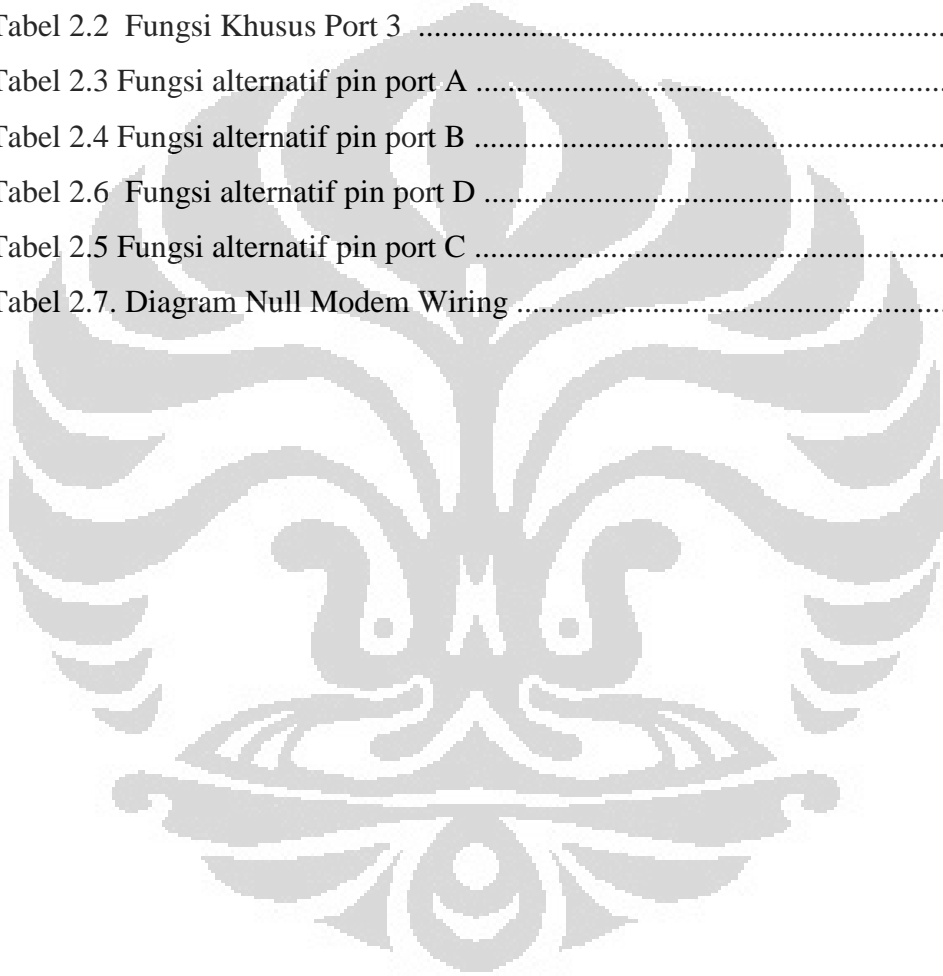 Tabel 2.2  Fungsi Khusus Port 3 ................................................................
Tabel 2.3 Fungsi alternatif pin port A .........................................................
Tabel 2.4 Fungsi alternatif pin port B .........................................................
Tabel 2.6  Fungsi alternatif pin port D ........................................................
Tabel 2.5 Fungsi alternatif pin port C .........................................................
Tabel 2.7. Diagram Null Modem Wiring ....................................................